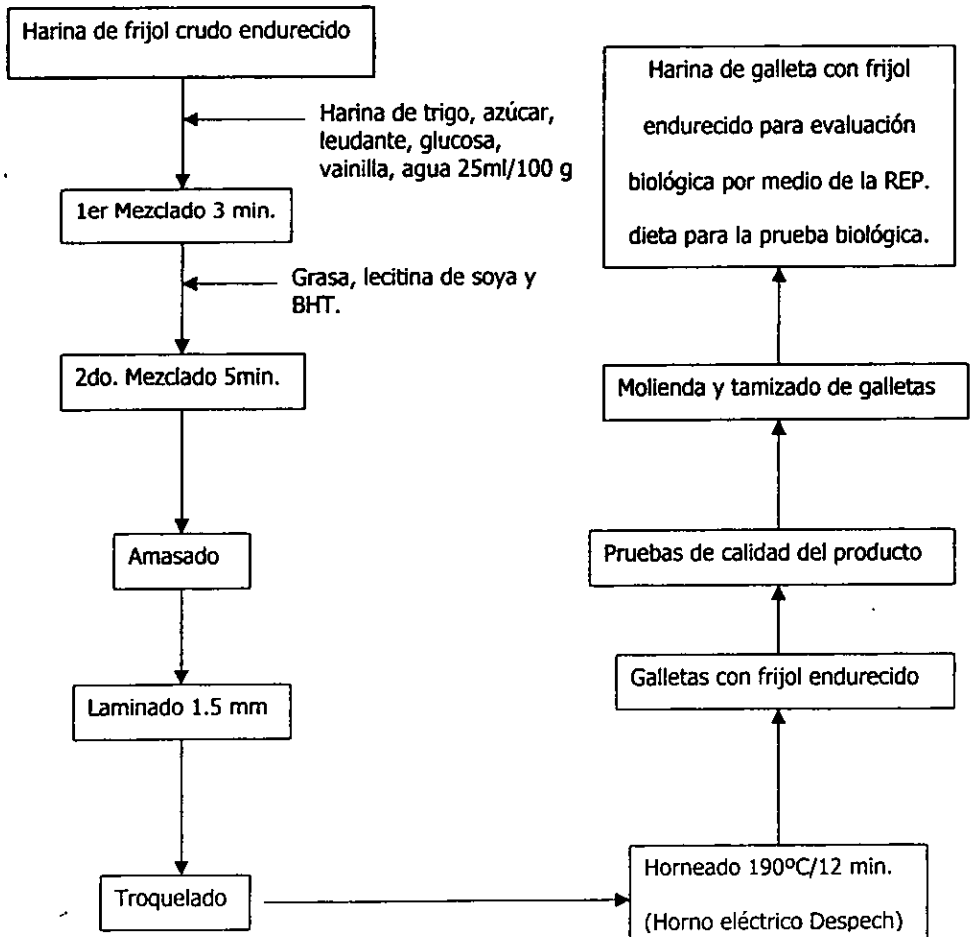 Harina de frijol crudo endurecido
Harina de trigo, azúcar,
leudante, glucosa,
vainilla, agua 25ml/100 g
1er Mezclado 3 min.
Grasa, lecitina de soya y
BHT.
2do. Mezclado 5min.
Amasado
Laminado 1.5 mm
Troquelado
Horneado 190ºC/12 min.
(Horno eléctrico Despech)
Galletas con frijol endurecido
Pruebas de calidad del producto
Molienda y tamizado de galletas
Harina de galleta con frijol
endurecido para evaluación
biológica por medio de la REP.
dieta para la prueba biológica.